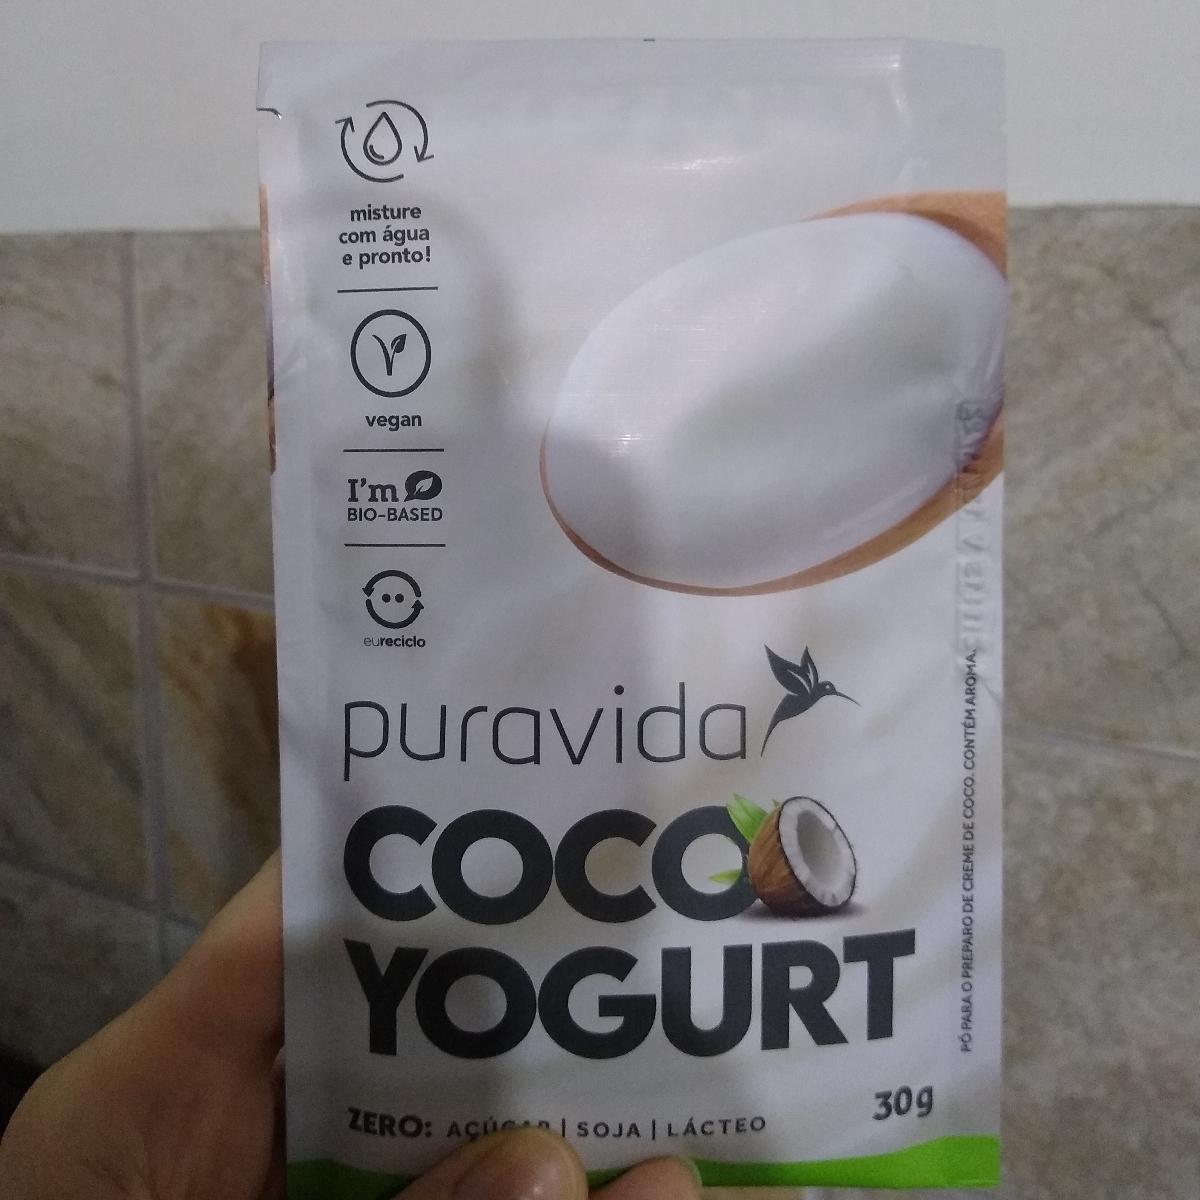 misture
com água
e pronto!
vegan
I'm
BIO-BASED
eureciclo
puravida
COCO
YOGURT
ZERO: AÇÚCAR | SOJA | LÁCTEO
30g
PÓ PARA O PREPARO DE CREME DE COCO. CONTÉM AROMA.